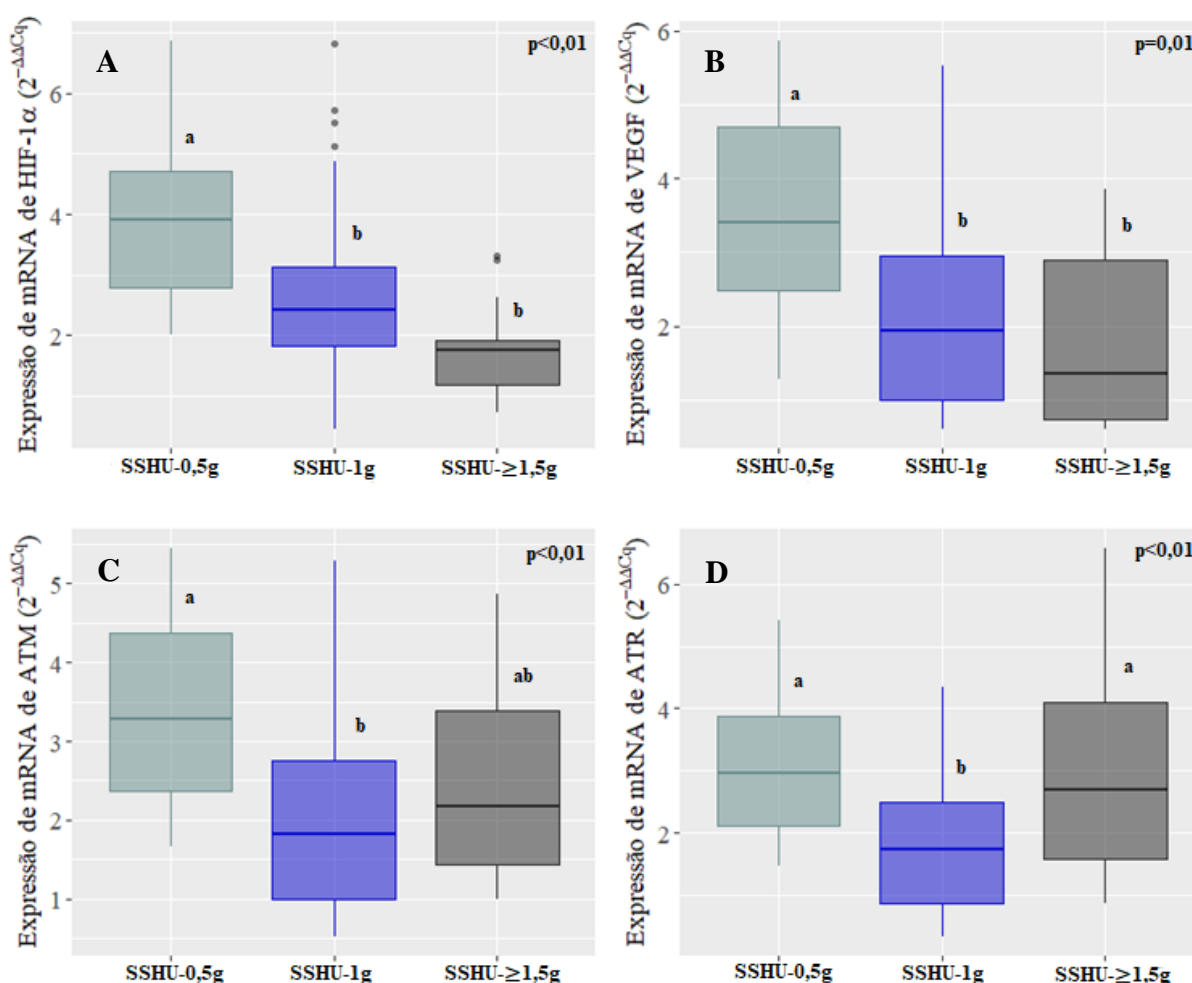 A
p<0,01
Expressão de mRNA de HIF-1α (2^−ΔΔCq)
6
4
2
a
b
b
SSHU-0,5g
SSHU-1g
SSHU-≥1,5g
B
p=0,01
Expressão de mRNA de VEGF (2^−ΔΔCq)
6
4
2
a
b
b
SSHU-0,5g
SSHU-1g
SSHU-≥1,5g
C
p<0,01
Expressão de mRNA de ATM (2^−ΔΔCq)
5
4
3
2
1
a
b
ab
SSHU-0,5g
SSHU-1g
SSHU-≥1,5g
D
p<0,01
Expressão de mRNA de ATR (2^−ΔΔCq)
6
4
2
a
b
a
SSHU-0,5g
SSHU-1g
SSHU-≥1,5g